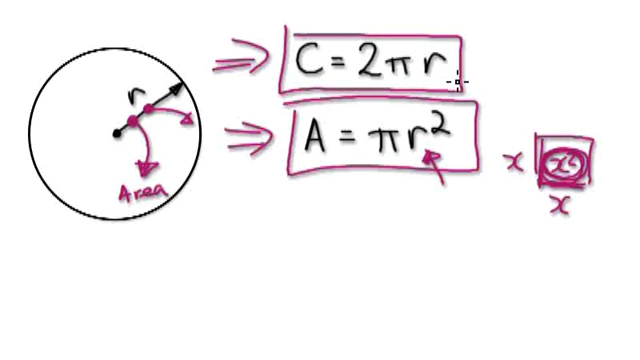 r
⇒ C = 2πr
⇒ A = πr²
Area
x
x²
x